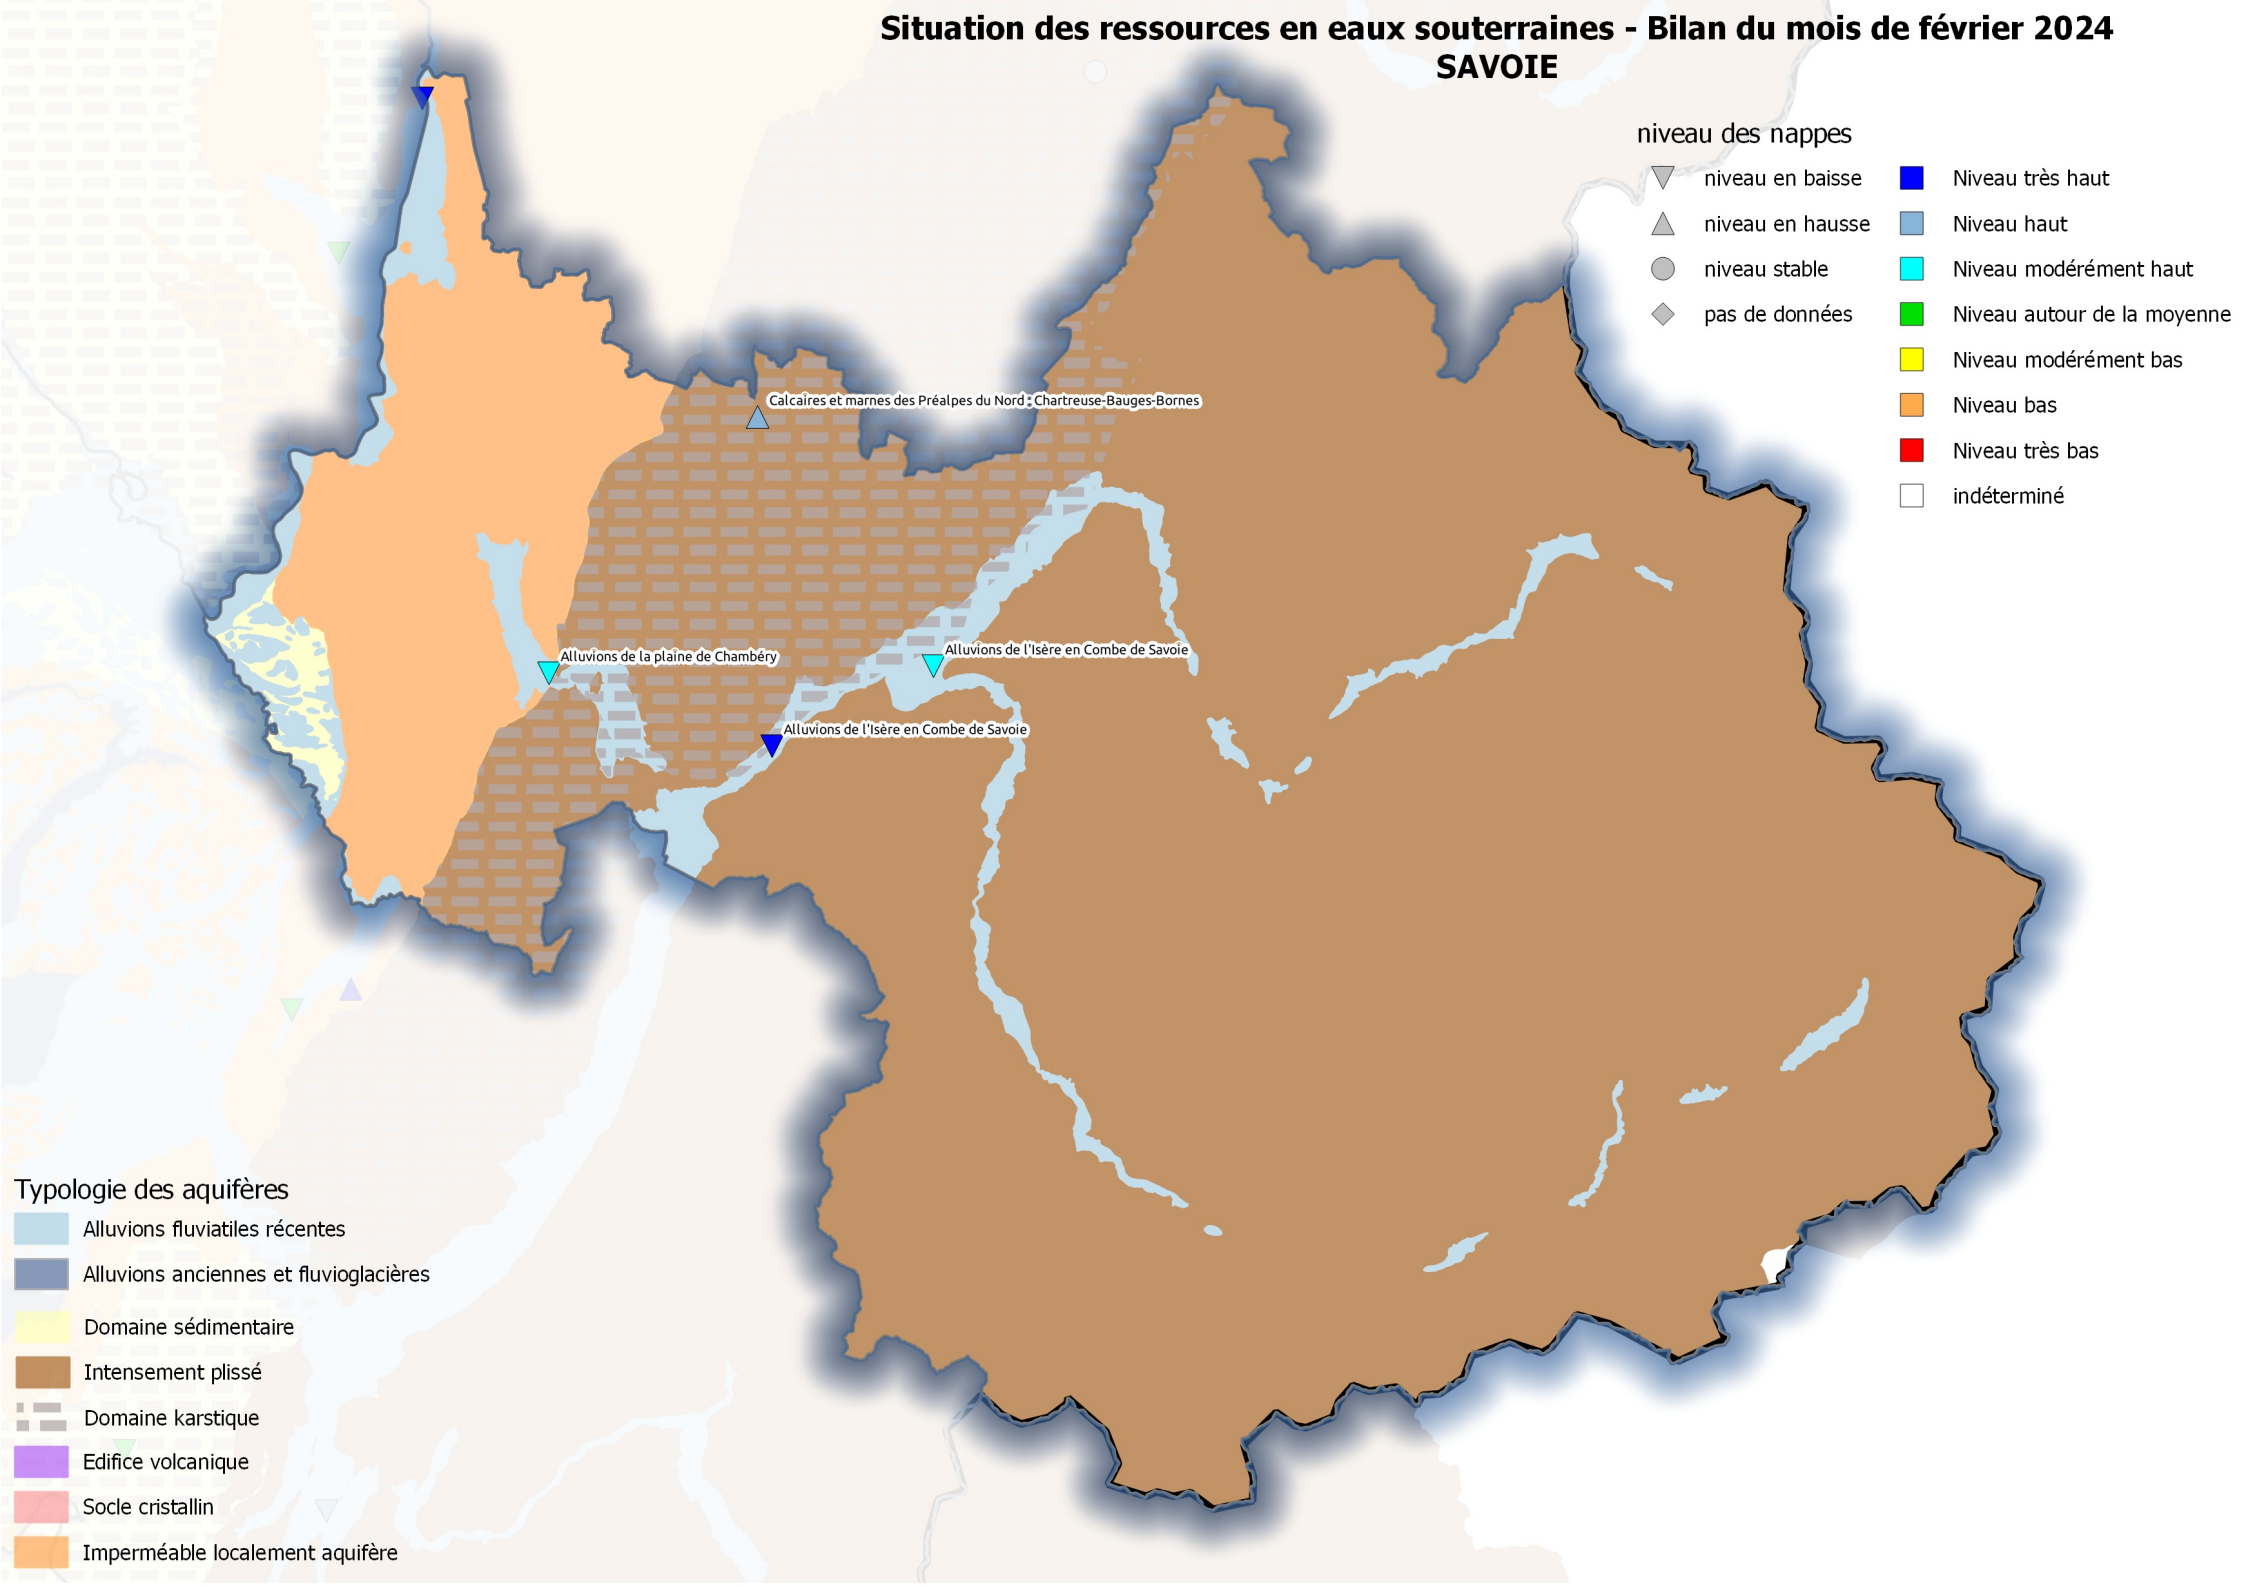 Situation des ressources en eaux souterraines - Bilan du mois de février 2024
SAVOIE
niveau des nappes
niveau en baisse
niveau en hausse
niveau stable
pas de données
Niveau très haut
Niveau haut
Niveau modérément haut
Niveau autour de la moyenne
Niveau modérément bas
Niveau bas
Niveau très bas
indéterminé
Calcaires et marnes des Préalpes du Nord : Chartreuse-Bauges-Bornes
Alluvions de la plaine de Chambéry
Alluvions de l'Isère en Combe de Savoie
Alluvions de l'Isère en Combe de Savoie
Typologie des aquifères
Alluvions fluviatiles récentes
Alluvions anciennes et fluvioglacières
Domaine sédimentaire
Intensement plissé
Domaine karstique
Edifice volcanique
Socle cristallin
Imperméable localement aquifère